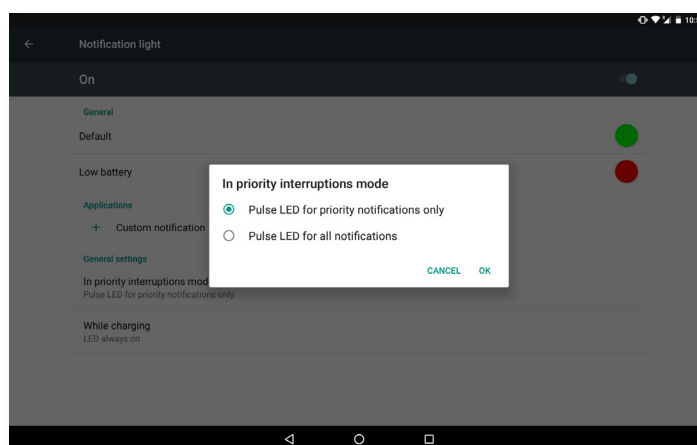 10:
Notification light
On
General
Default
Low battery
Applications
+ Custom notification
General settings
In priority interruptions mod
Pulse LED for priority notifications only
While charging
LED always on
In priority interruptions mode
Pulse LED for priority notifications only
Pulse LED for all notifications
CANCEL OK